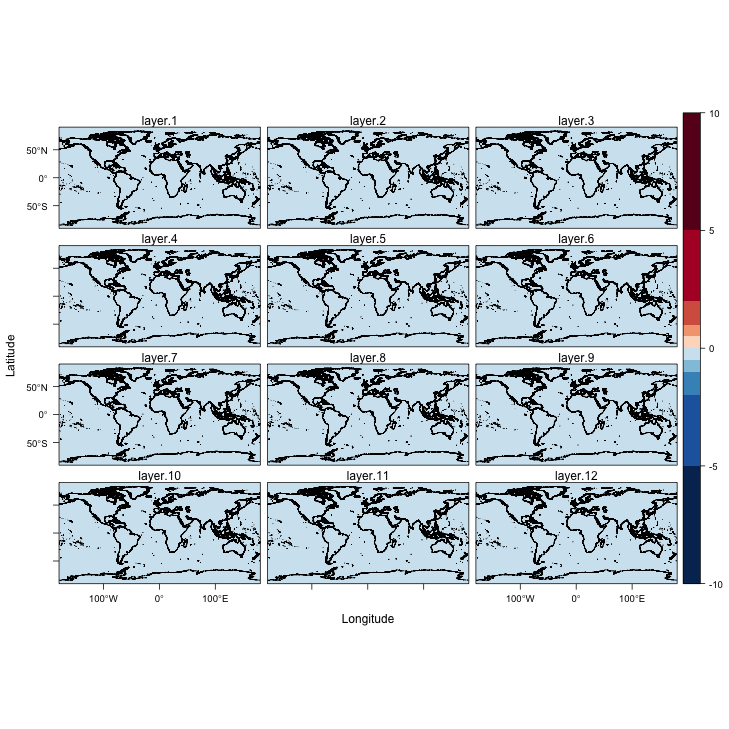 layer.1
layer.2
layer.3
50°N
0°
50°S
layer.4
layer.5
layer.6
layer.7
layer.8
layer.9
50°N
0°
50°S
layer.10
layer.11
layer.12
100°W
0°
100°E
100°W
0°
100°E
Longitude
Latitude
10
5
0
-5
-10